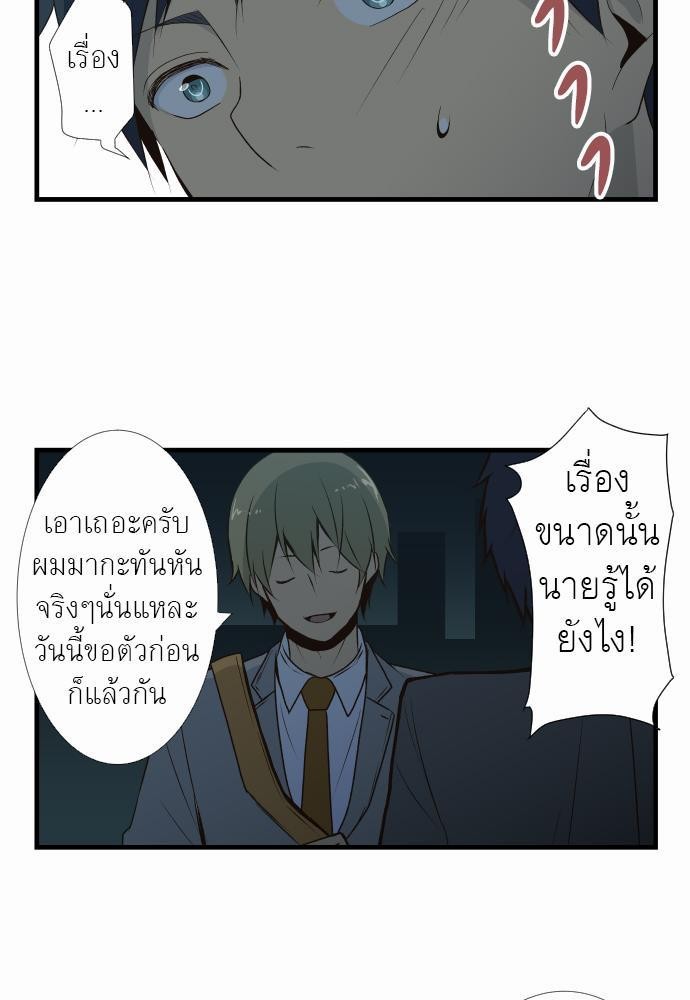 เรื่อง
...
เรื่อง
ขนาดนั้น
นายรู้ได้
ยังไง!
เอาเถอะครับ
ผมมากะทันหัน
จริงๆนั่นแหละ
วันนี้ขอตัวก่อน
ก็แล้วกัน